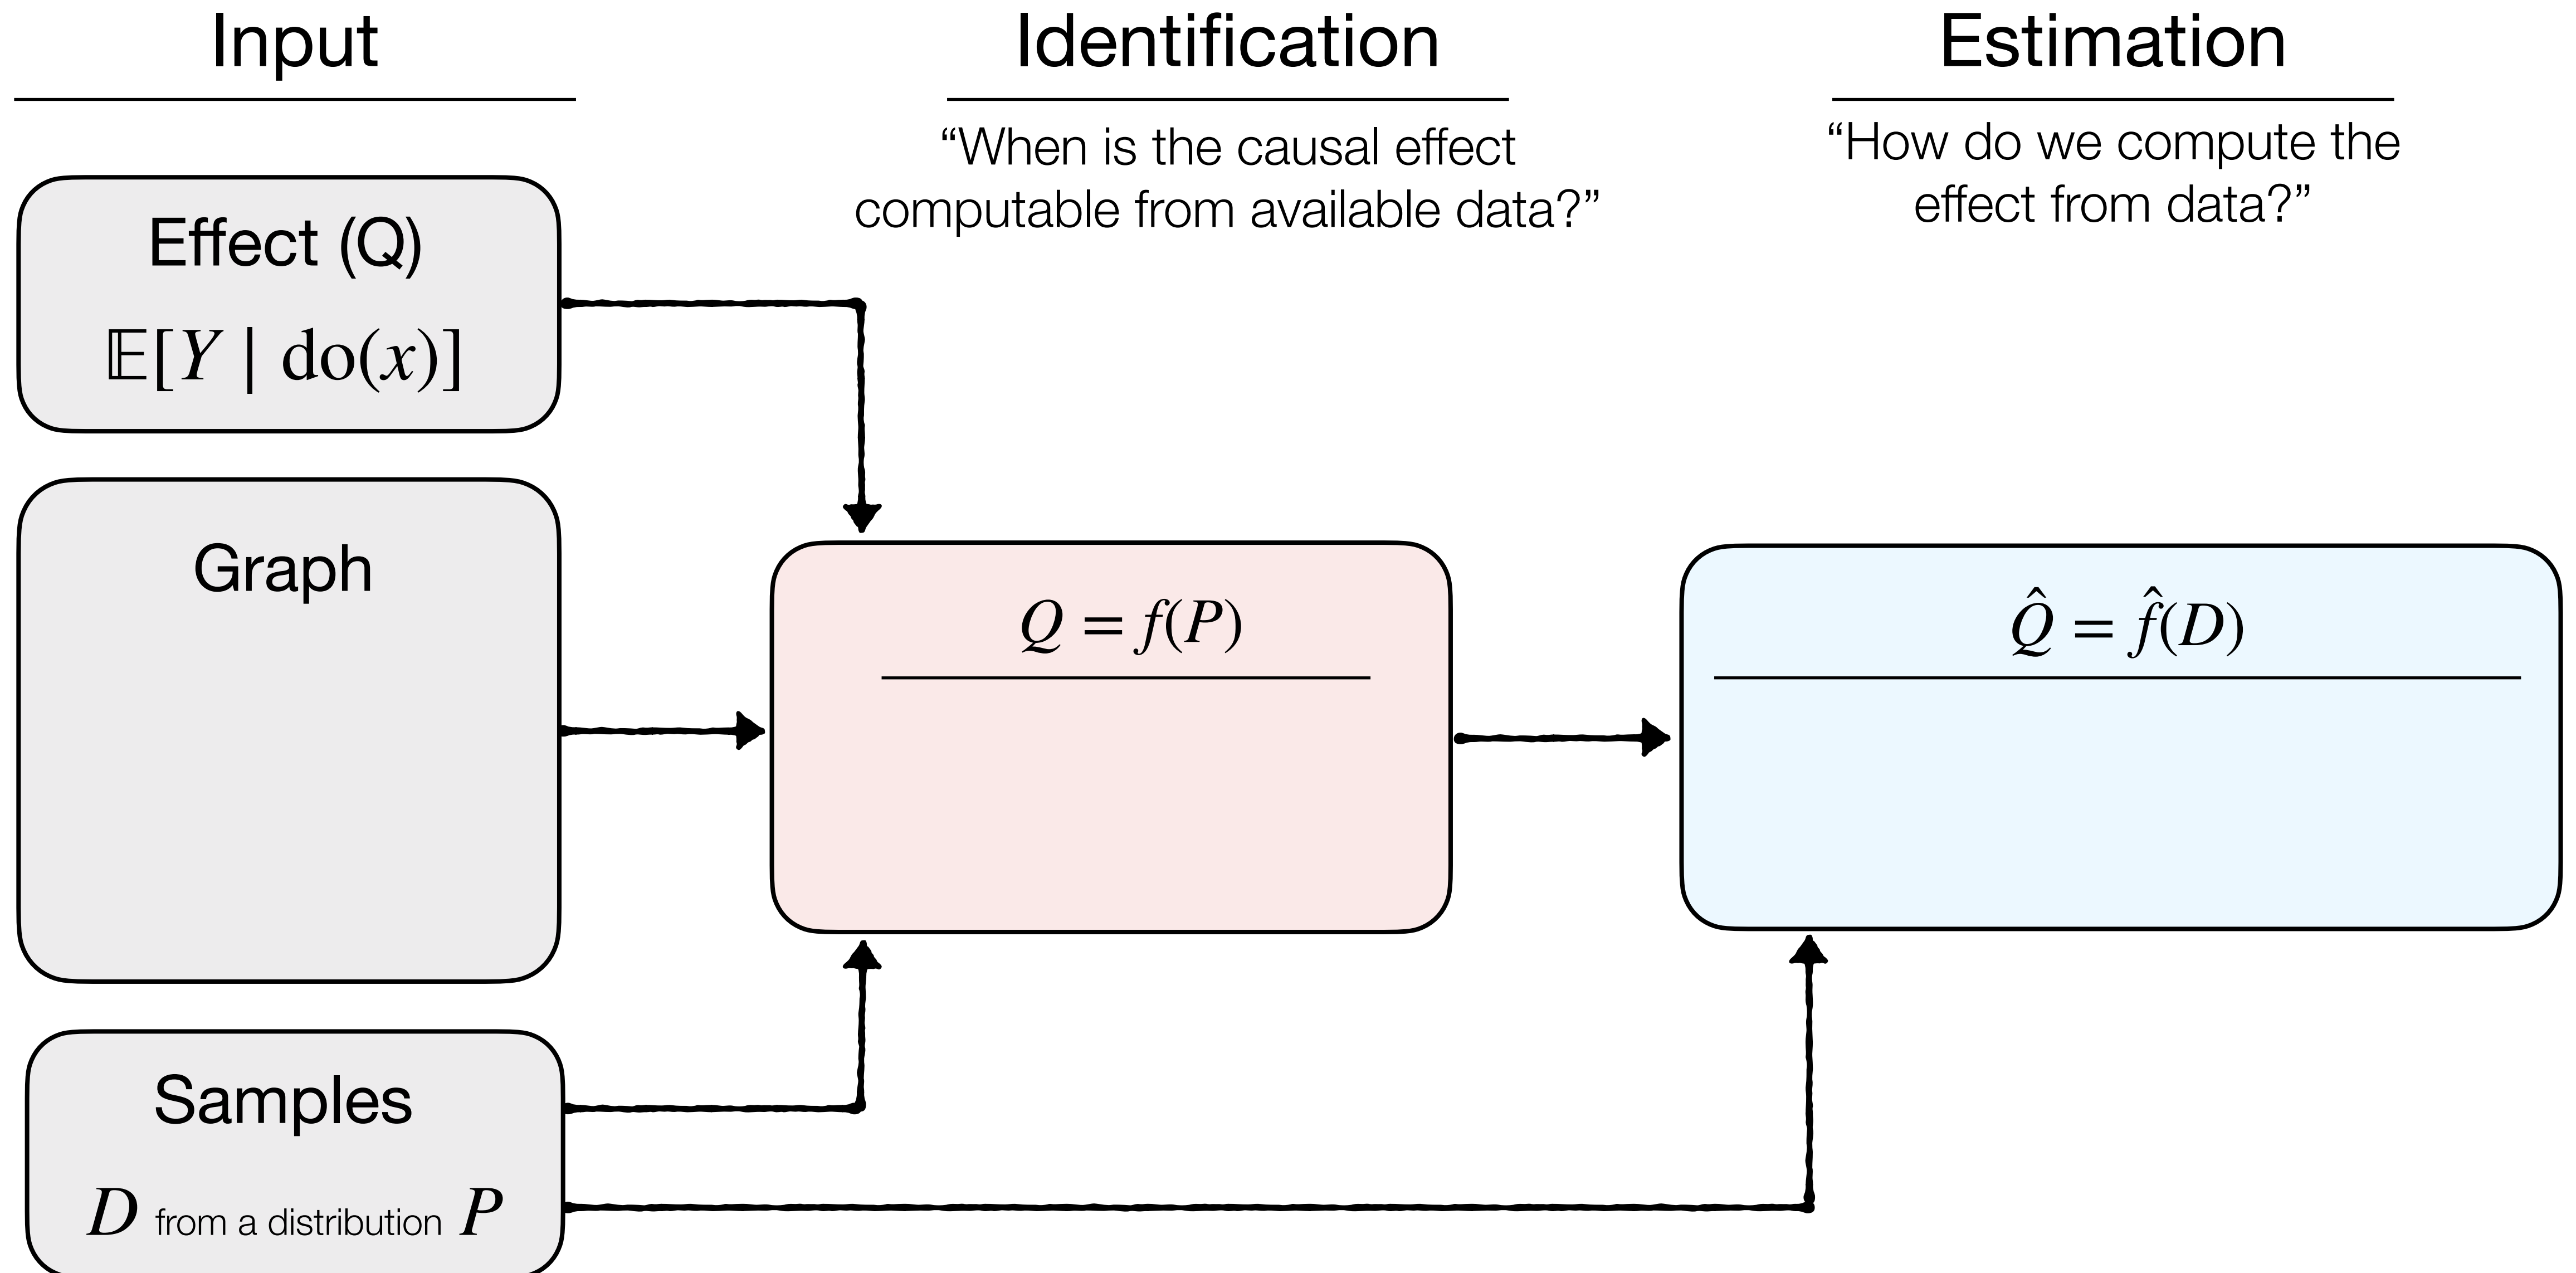 Input
Identification
Estimation
“When is the causal effect
computable from available data?”
“How do we compute the
effect from data?”
Effect (Q)
𝔼[Y | do(x)]
Graph
Q = f(P)
Q̂ = f̂(D)
Samples
D from a distribution P